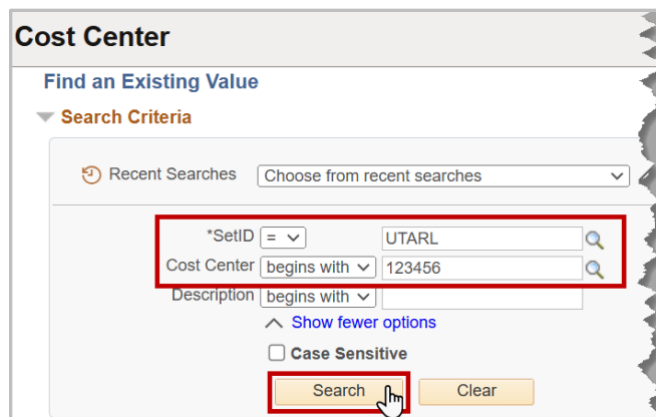 Cost Center
Find an Existing Value
Search Criteria
Recent Searches Choose from recent searches
*SetID = UTARL
Cost Center begins with 123456
Description begins with
Show fewer options
Case Sensitive
Search Clear